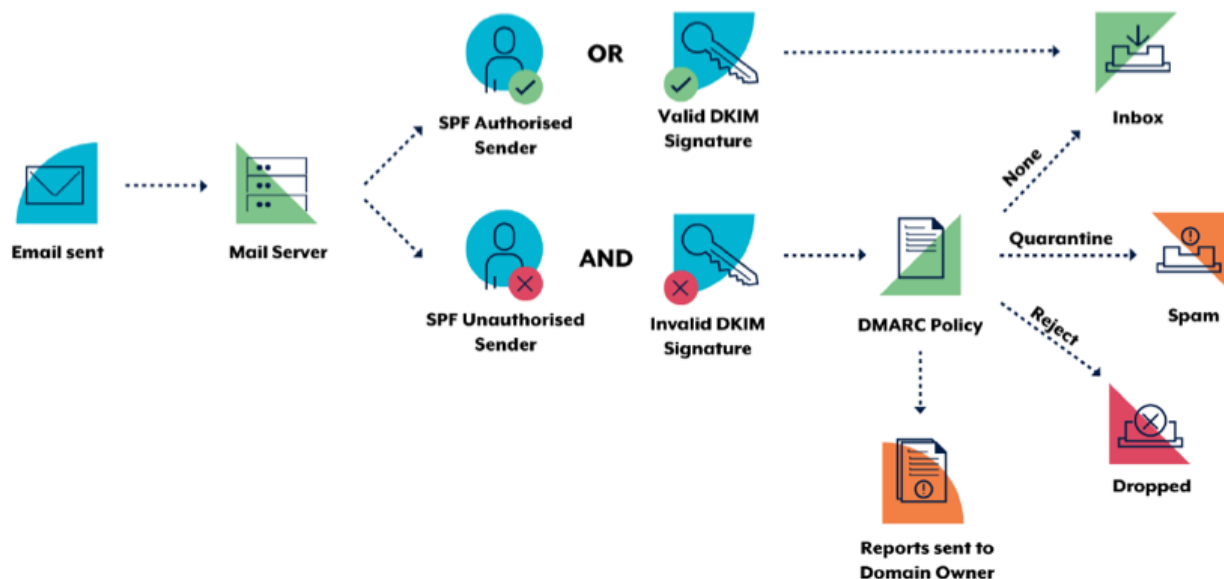 SPF Authorised
Sender
OR
Valid DKIM
Signature
Inbox
Email sent
Mail Server
SPF Unauthorised
Sender
AND
Invalid DKIM
Signature
DMARC Policy
None
Quarantine
Reject
Spam
Dropped
Reports sent to
Domain Owner